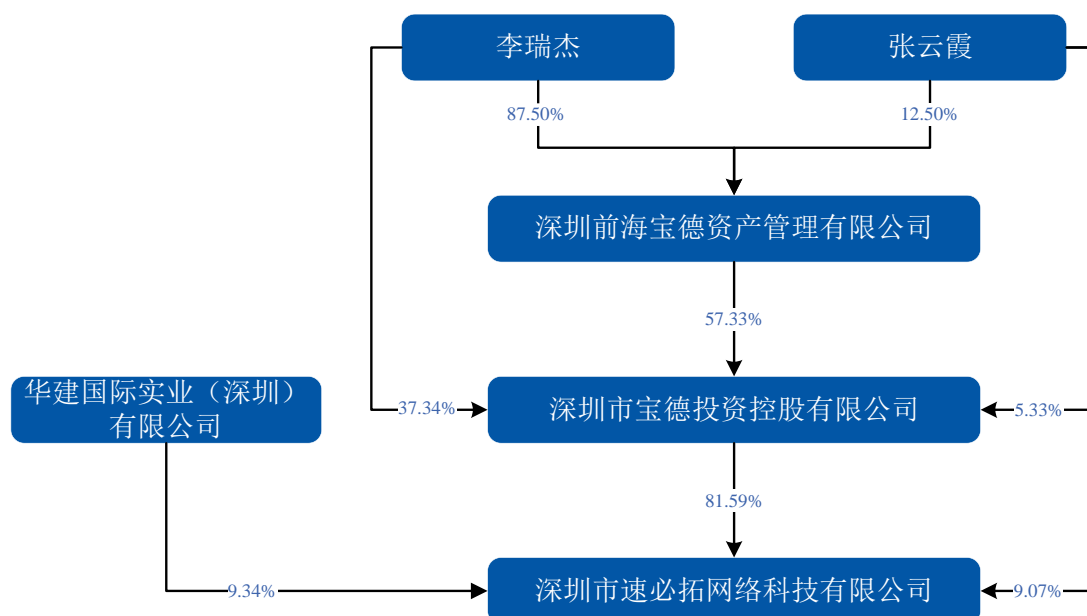 李瑞杰
张云霞
87.50%
12.50%
深圳前海宝德资产管理有限公司
57.33%
华建国际实业（深圳）
有限公司
37.34%
深圳市宝德投资控股有限公司
5.33%
81.59%
9.34%
深圳市速必拓网络科技有限公司
9.07%